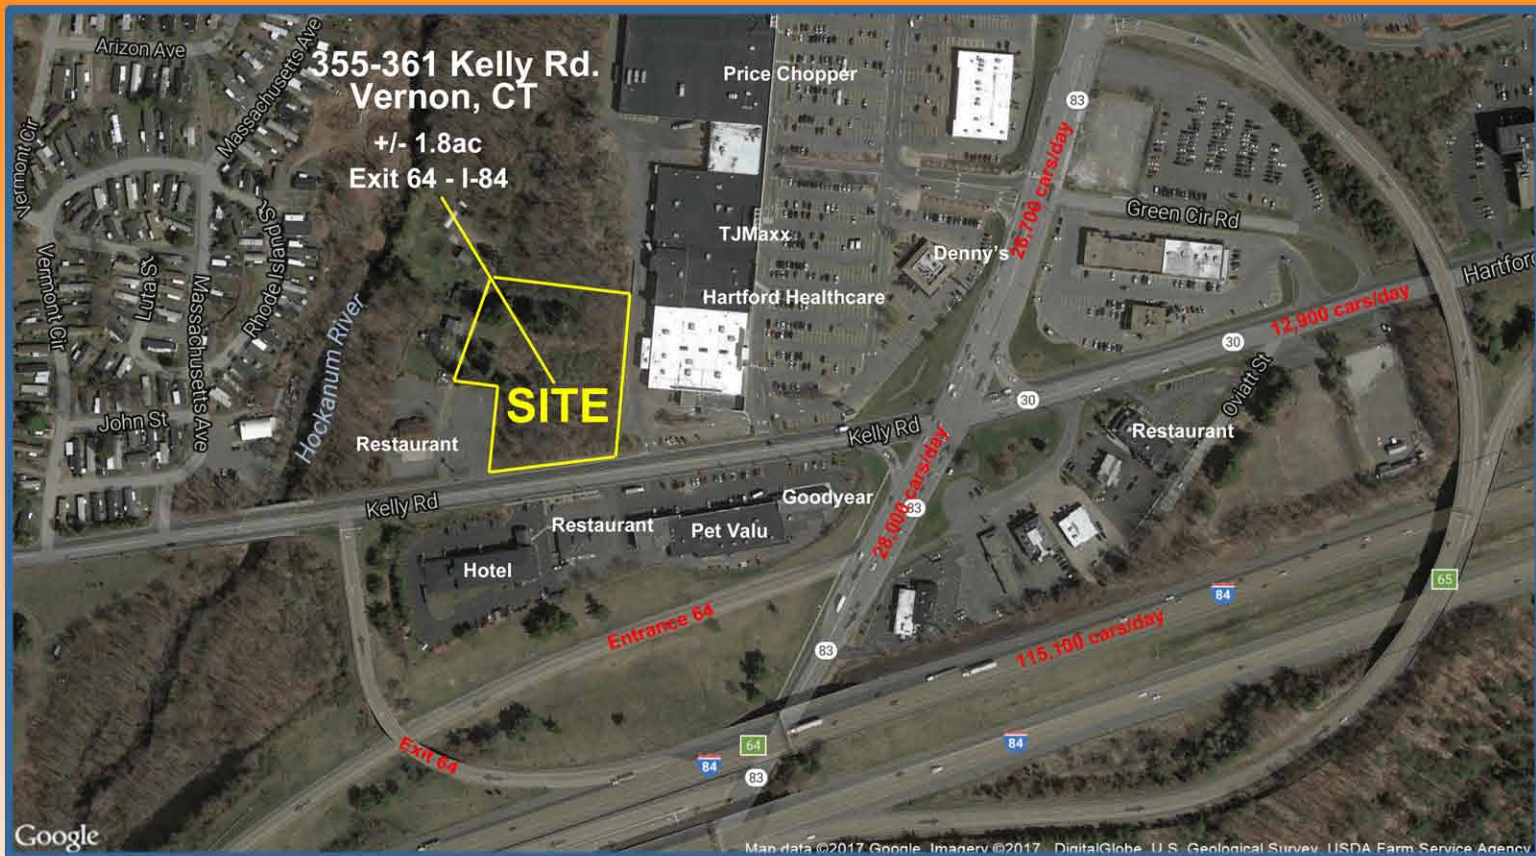 Arizon Ave
Massachusetts Ave
355-361 Kelly Rd.
Vernon, CT
+/- 1.8ac
Exit 64 - I-84
Price Chopper
83
26,700 cars/day
Vermont Cir
Rhode Island S
Green Cir Rd
TJMaxx
Denny's
Hartford
Vermont Cir
Luta St
Massachusetts Ave
Hockanum River
Hartford Healthcare
12,900 cars/day
30
Oviatt St
30
SITE
John St
Restaurant
Kelly Rd
Restaurant
28,000 cars/day
83
Kelly Rd
Restaurant
Pet Valu
Goodyear
Hotel
65
84
Entrance 64
115,100 cars/day
83
Exit 64
64
84
84
83
Google
Map data ©2017 Google, Imagery ©2017 , DigitalGlobe, U.S. Geological Survey, USDA Farm Service Agency